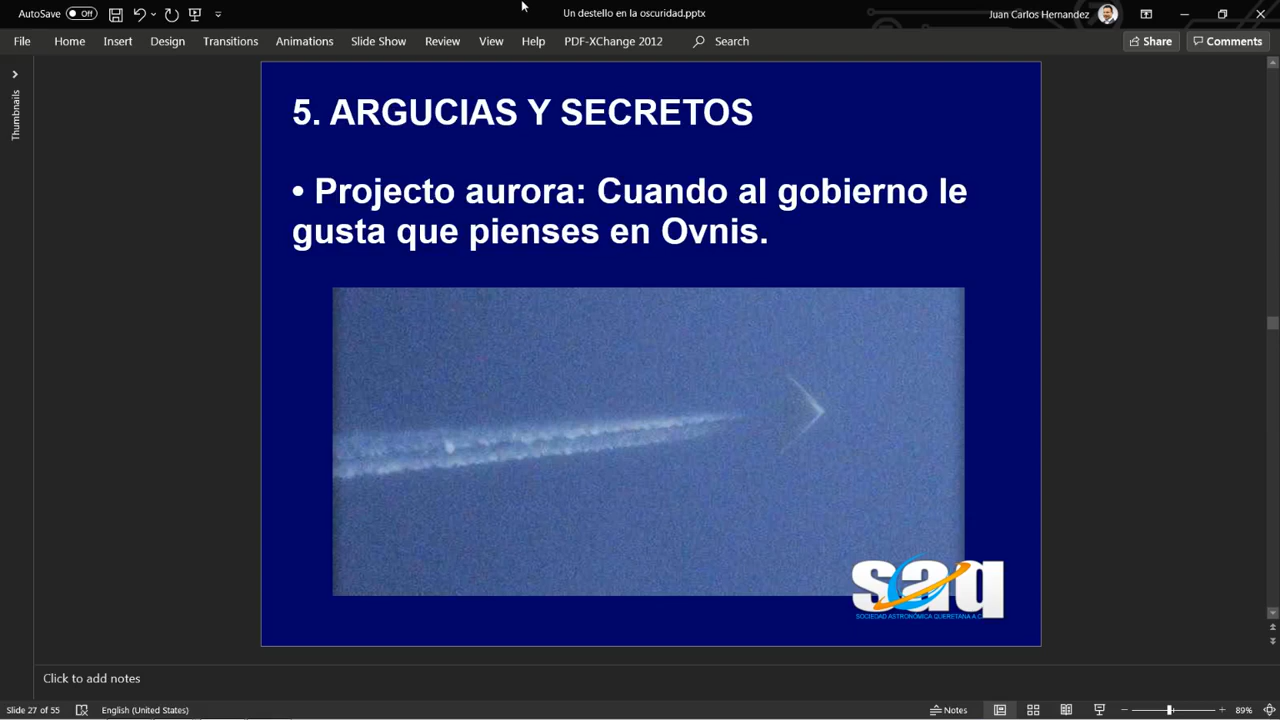 AutoSave Off
Un destello en la oscuridad.pptx
Juan Carlos Hernandez
File Home Insert Design Transitions Animations Slide Show Review View Help PDF-XChange 2012 Search Share Comments
Thumbnails
5. ARGUCIAS Y SECRETOS
• Projecto aurora: Cuando al gobierno le
gusta que pienses en Ovnis.
saq
SOCIEDAD ASTRONÓMICA QUERETANA A.C.
Click to add notes
Slide 27 of 55 English (United States) Notes 89%